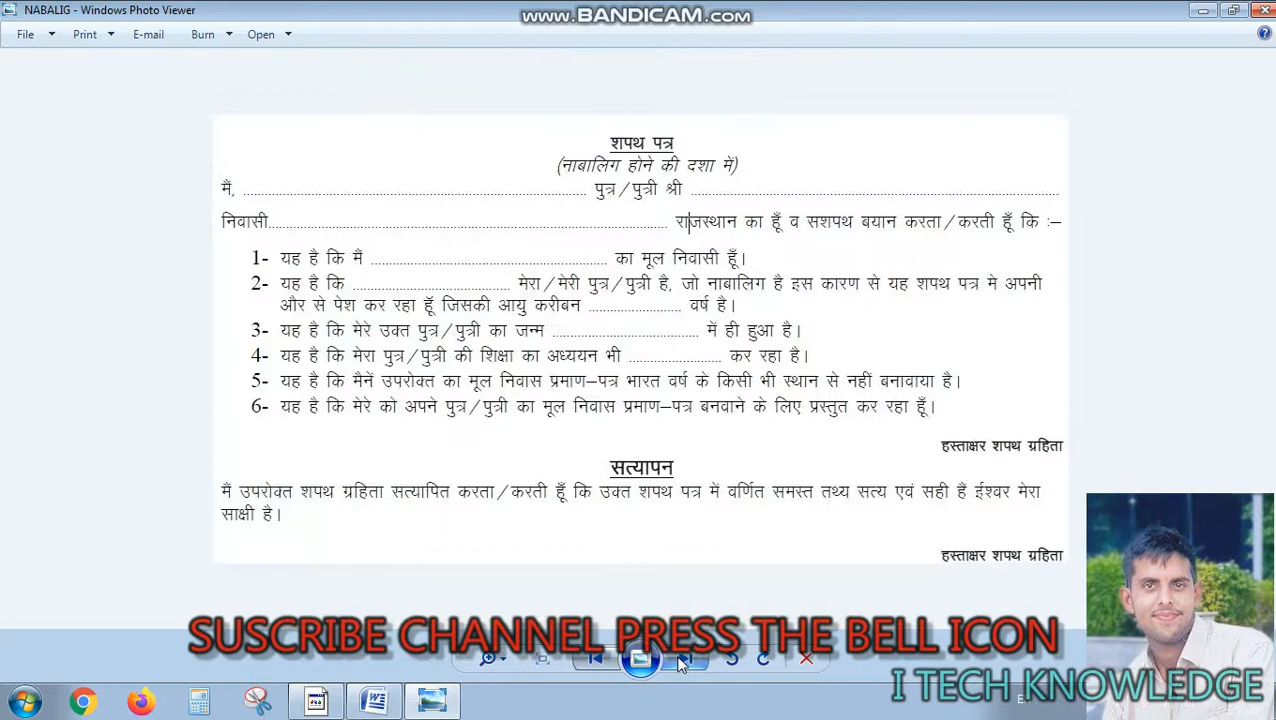 NABALIG - Windows Photo Viewer
www.BANDICAM.com
File Print E-mail Burn Open
शपथ पत्र
(नाबालिग होने की दशा में)
मैं, ........................................ पुत्र/पुत्री श्री ........................................
निवासी........................................ राजस्थान का हूँ व सशपथ बयान करता/करती हूँ कि :–
1- यह है कि मैं ........................................ का मूल निवासी हूँ।
2- यह है कि ........................................ मेरा/मेरी पुत्र/पुत्री है, जो नाबालिग है इस कारण से यह शपथ पत्र मे अपनी
और से पेश कर रहा हूँ जिसकी आयु करीबन ........................ वर्ष है।
3- यह है कि मेरे उक्त पुत्र/पुत्री का जन्म ........................................ में ही हुआ है।
4- यह है कि मेरा पुत्र/पुत्री की शिक्षा का अध्ययन भी ........................ कर रहा है।
5- यह है कि मैनें उपरोक्त का मूल निवास प्रमाण–पत्र भारत वर्ष के किसी भी स्थान से नहीं बनावाया है।
6- यह है कि मेरे को अपने पुत्र/पुत्री का मूल निवास प्रमाण–पत्र बनवाने के लिए प्रस्तुत कर रहा हूँ।
हस्ताक्षर शपथ ग्रहिता
सत्यापन
मैं उपरोक्त शपथ ग्रहिता सत्यापित करता/करती हूँ कि उक्त शपथ पत्र में वर्णित समस्त तथ्य सत्य एवं सही हैं ईश्वर मेरा
साक्षी है।
हस्ताक्षर शपथ ग्रहिता
SUSCRIBE CHANNEL PRESS THE BELL ICON
I TECH KNOWLEDGE